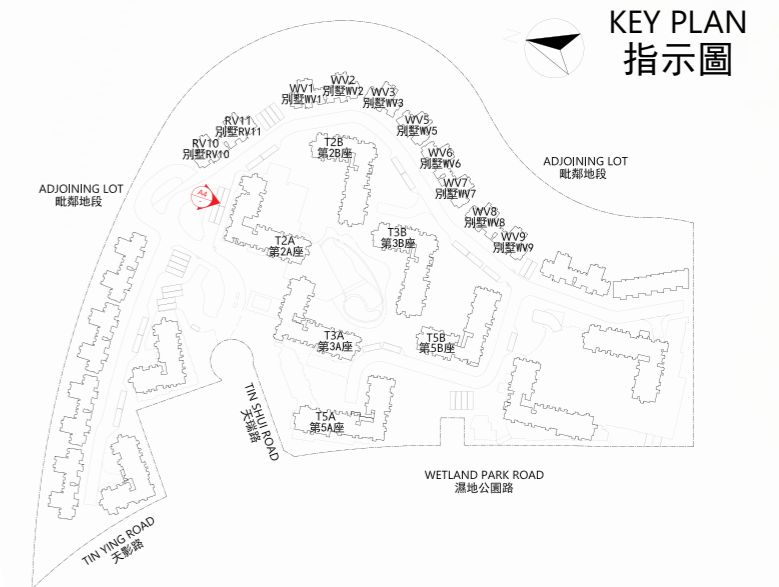 KEY PLAN
指示圖
WV1
別墅WV1
WV2
別墅WV2
WV3
別墅WV3
RV11
別墅RV11
WV5
別墅WV5
RV10
別墅RV10
T2B
第2B座
WV6
別墅WV6
ADJOINING LOT
毗鄰地段
ADJOINING LOT
毗鄰地段
A4
WV7
別墅WV7
WV8
別墅WV8
T2A
第2A座
T3B
第3B座
WV9
別墅WV9
T3A
第3A座
T5B
第5B座
TIN SHUI ROAD
天瑞路
T5A
第5A座
WETLAND PARK ROAD
濕地公園路
TIN YING ROAD
天影路